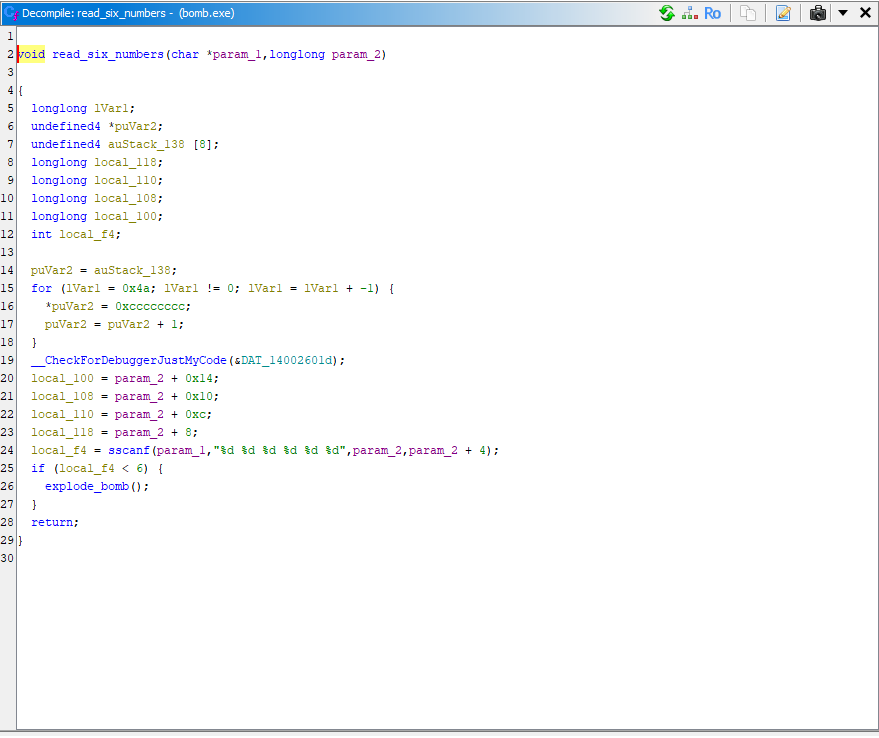 Decompile: read_six_numbers - (bomb.exe) Ro
1
2 void read_six_numbers(char *param_1,longlong param_2)
3
4 {
5 longlong lVar1;
6 undefined4 *puVar2;
7 undefined4 auStack_138 [8];
8 longlong local_118;
9 longlong local_110;
10 longlong local_108;
11 longlong local_100;
12 int local_f4;
13
14 puVar2 = auStack_138;
15 for (lVar1 = 0x4a; lVar1 != 0; lVar1 = lVar1 + -1) {
16 *puVar2 = 0xcccccccc;
17 puVar2 = puVar2 + 1;
18 }
19 __CheckForDebuggerJustMyCode(&DAT_14002601d);
20 local_100 = param_2 + 0x14;
21 local_108 = param_2 + 0x10;
22 local_110 = param_2 + 0xc;
23 local_118 = param_2 + 8;
24 local_f4 = sscanf(param_1,"%d %d %d %d %d %d",param_2,param_2 + 4);
25 if (local_f4 < 6) {
26 explode_bomb();
27 }
28 return;
29 }
30